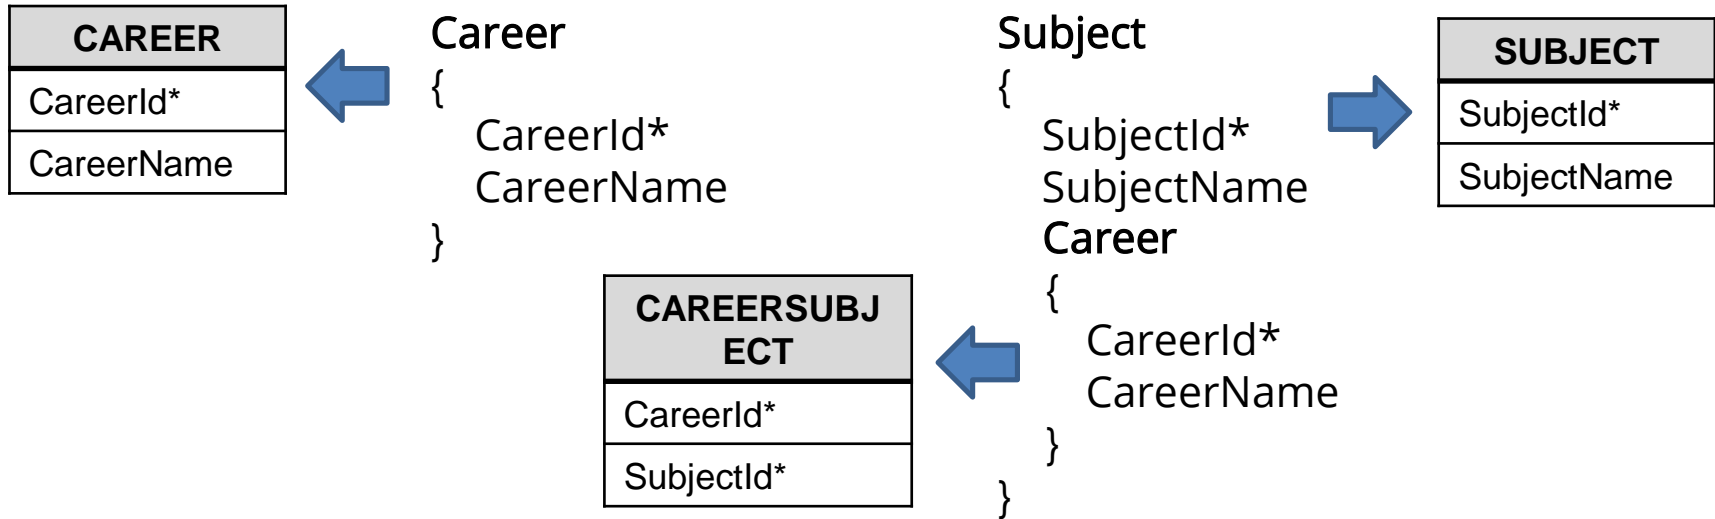 CAREER
CareerId*
CareerName
Career
{
CareerId*
CareerName
}
Subject
{
SubjectId*
SubjectName
Career
{
CareerId*
CareerName
}
}
SUBJECT
SubjectId*
SubjectName
CAREERSUBJ
ECT
CareerId*
SubjectId*